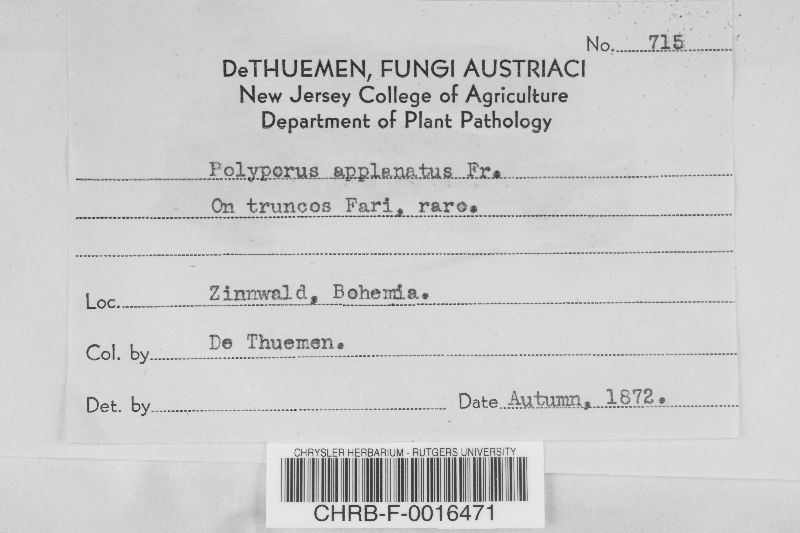 No. 715
DeTHUEMEN, FUNGI AUSTRIACI
New Jersey College of Agriculture
Department of Plant Pathology
Polyporus applanatus Fr.
On truncos Fari, raro.
Loc. Zinnwald, Bohemia.
Col. by De Thuemen.
Det. by Date Autumn, 1872.
CHRYSLER HERBARIUM - RUTGERS UNIVERSITY
CHRB-F-0016471